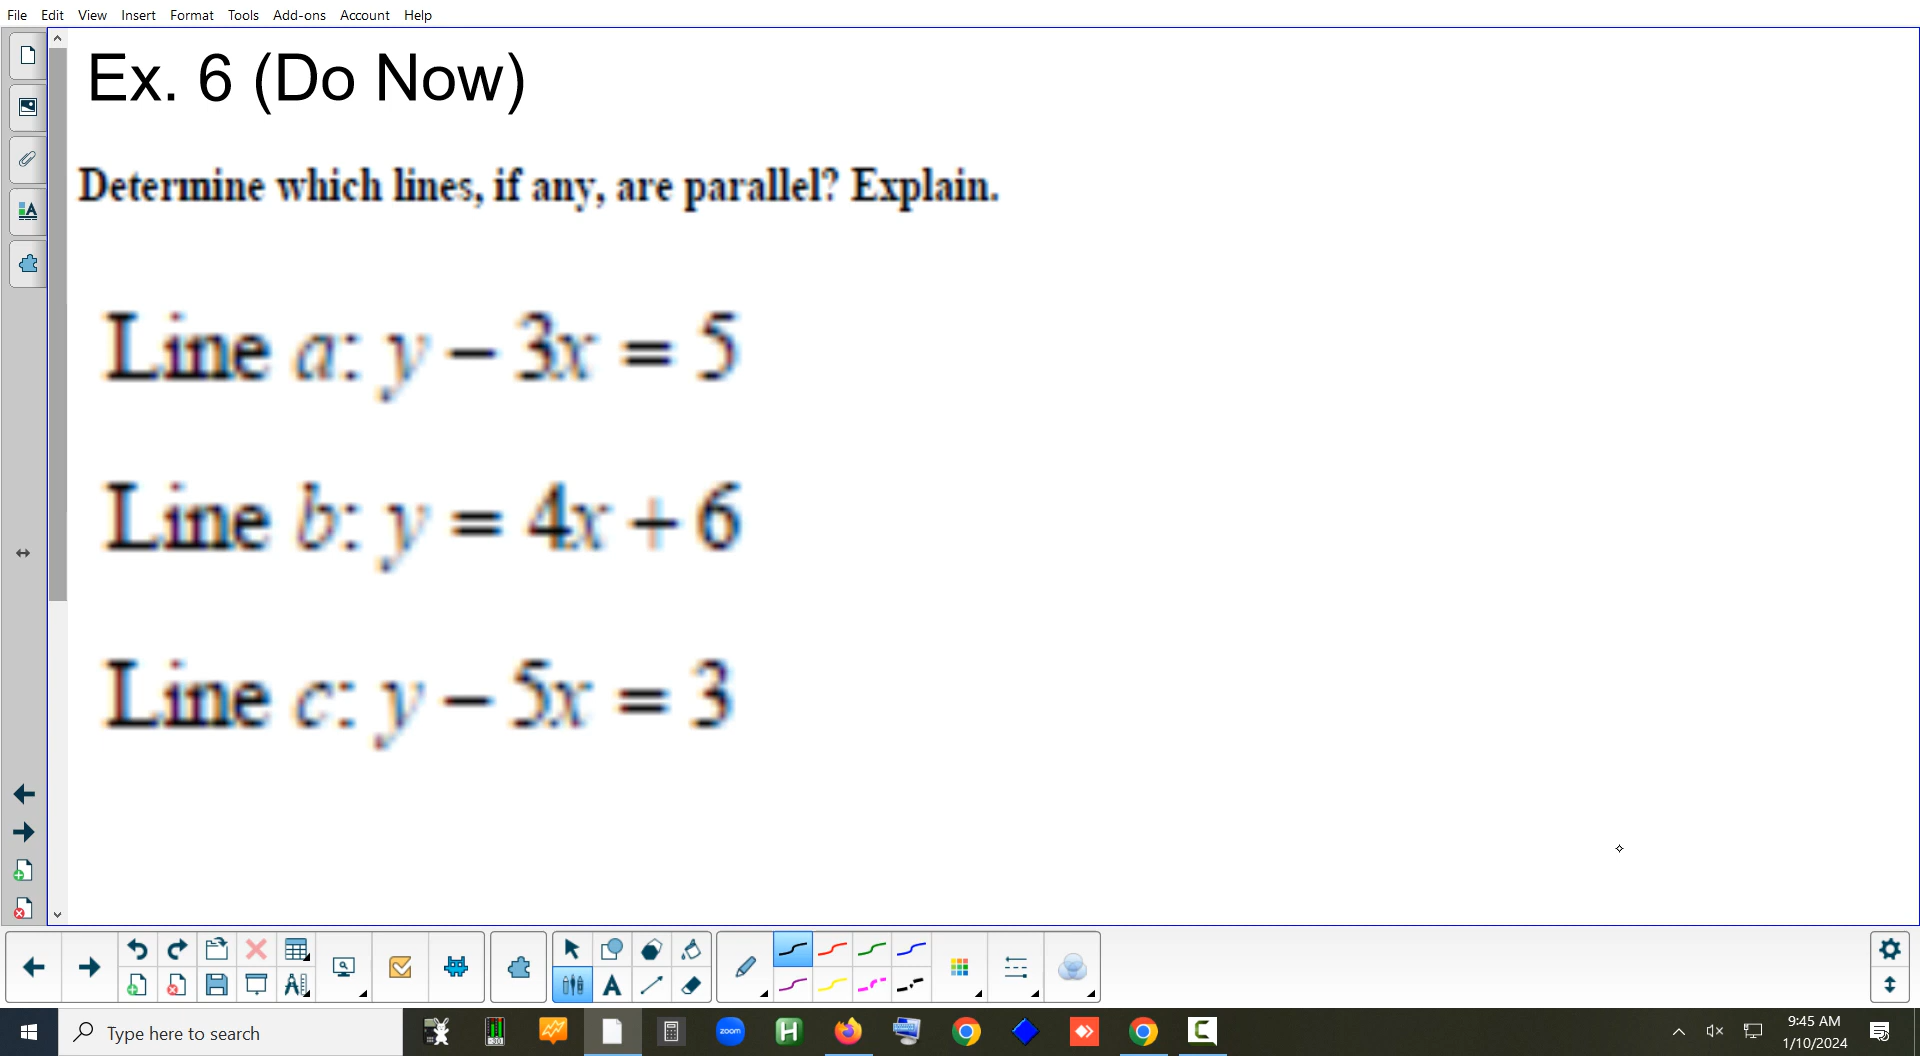 File Edit View Insert Format Tools Add-ons Account Help
Ex. 6 (Do Now)
Determine which lines, if any, are parallel? Explain.
Line a: y − 3x = 5
Line b: y = 4x + 6
Line c: y − 5x = 3
Type here to search
zoom
9:45 AM
1/10/2024